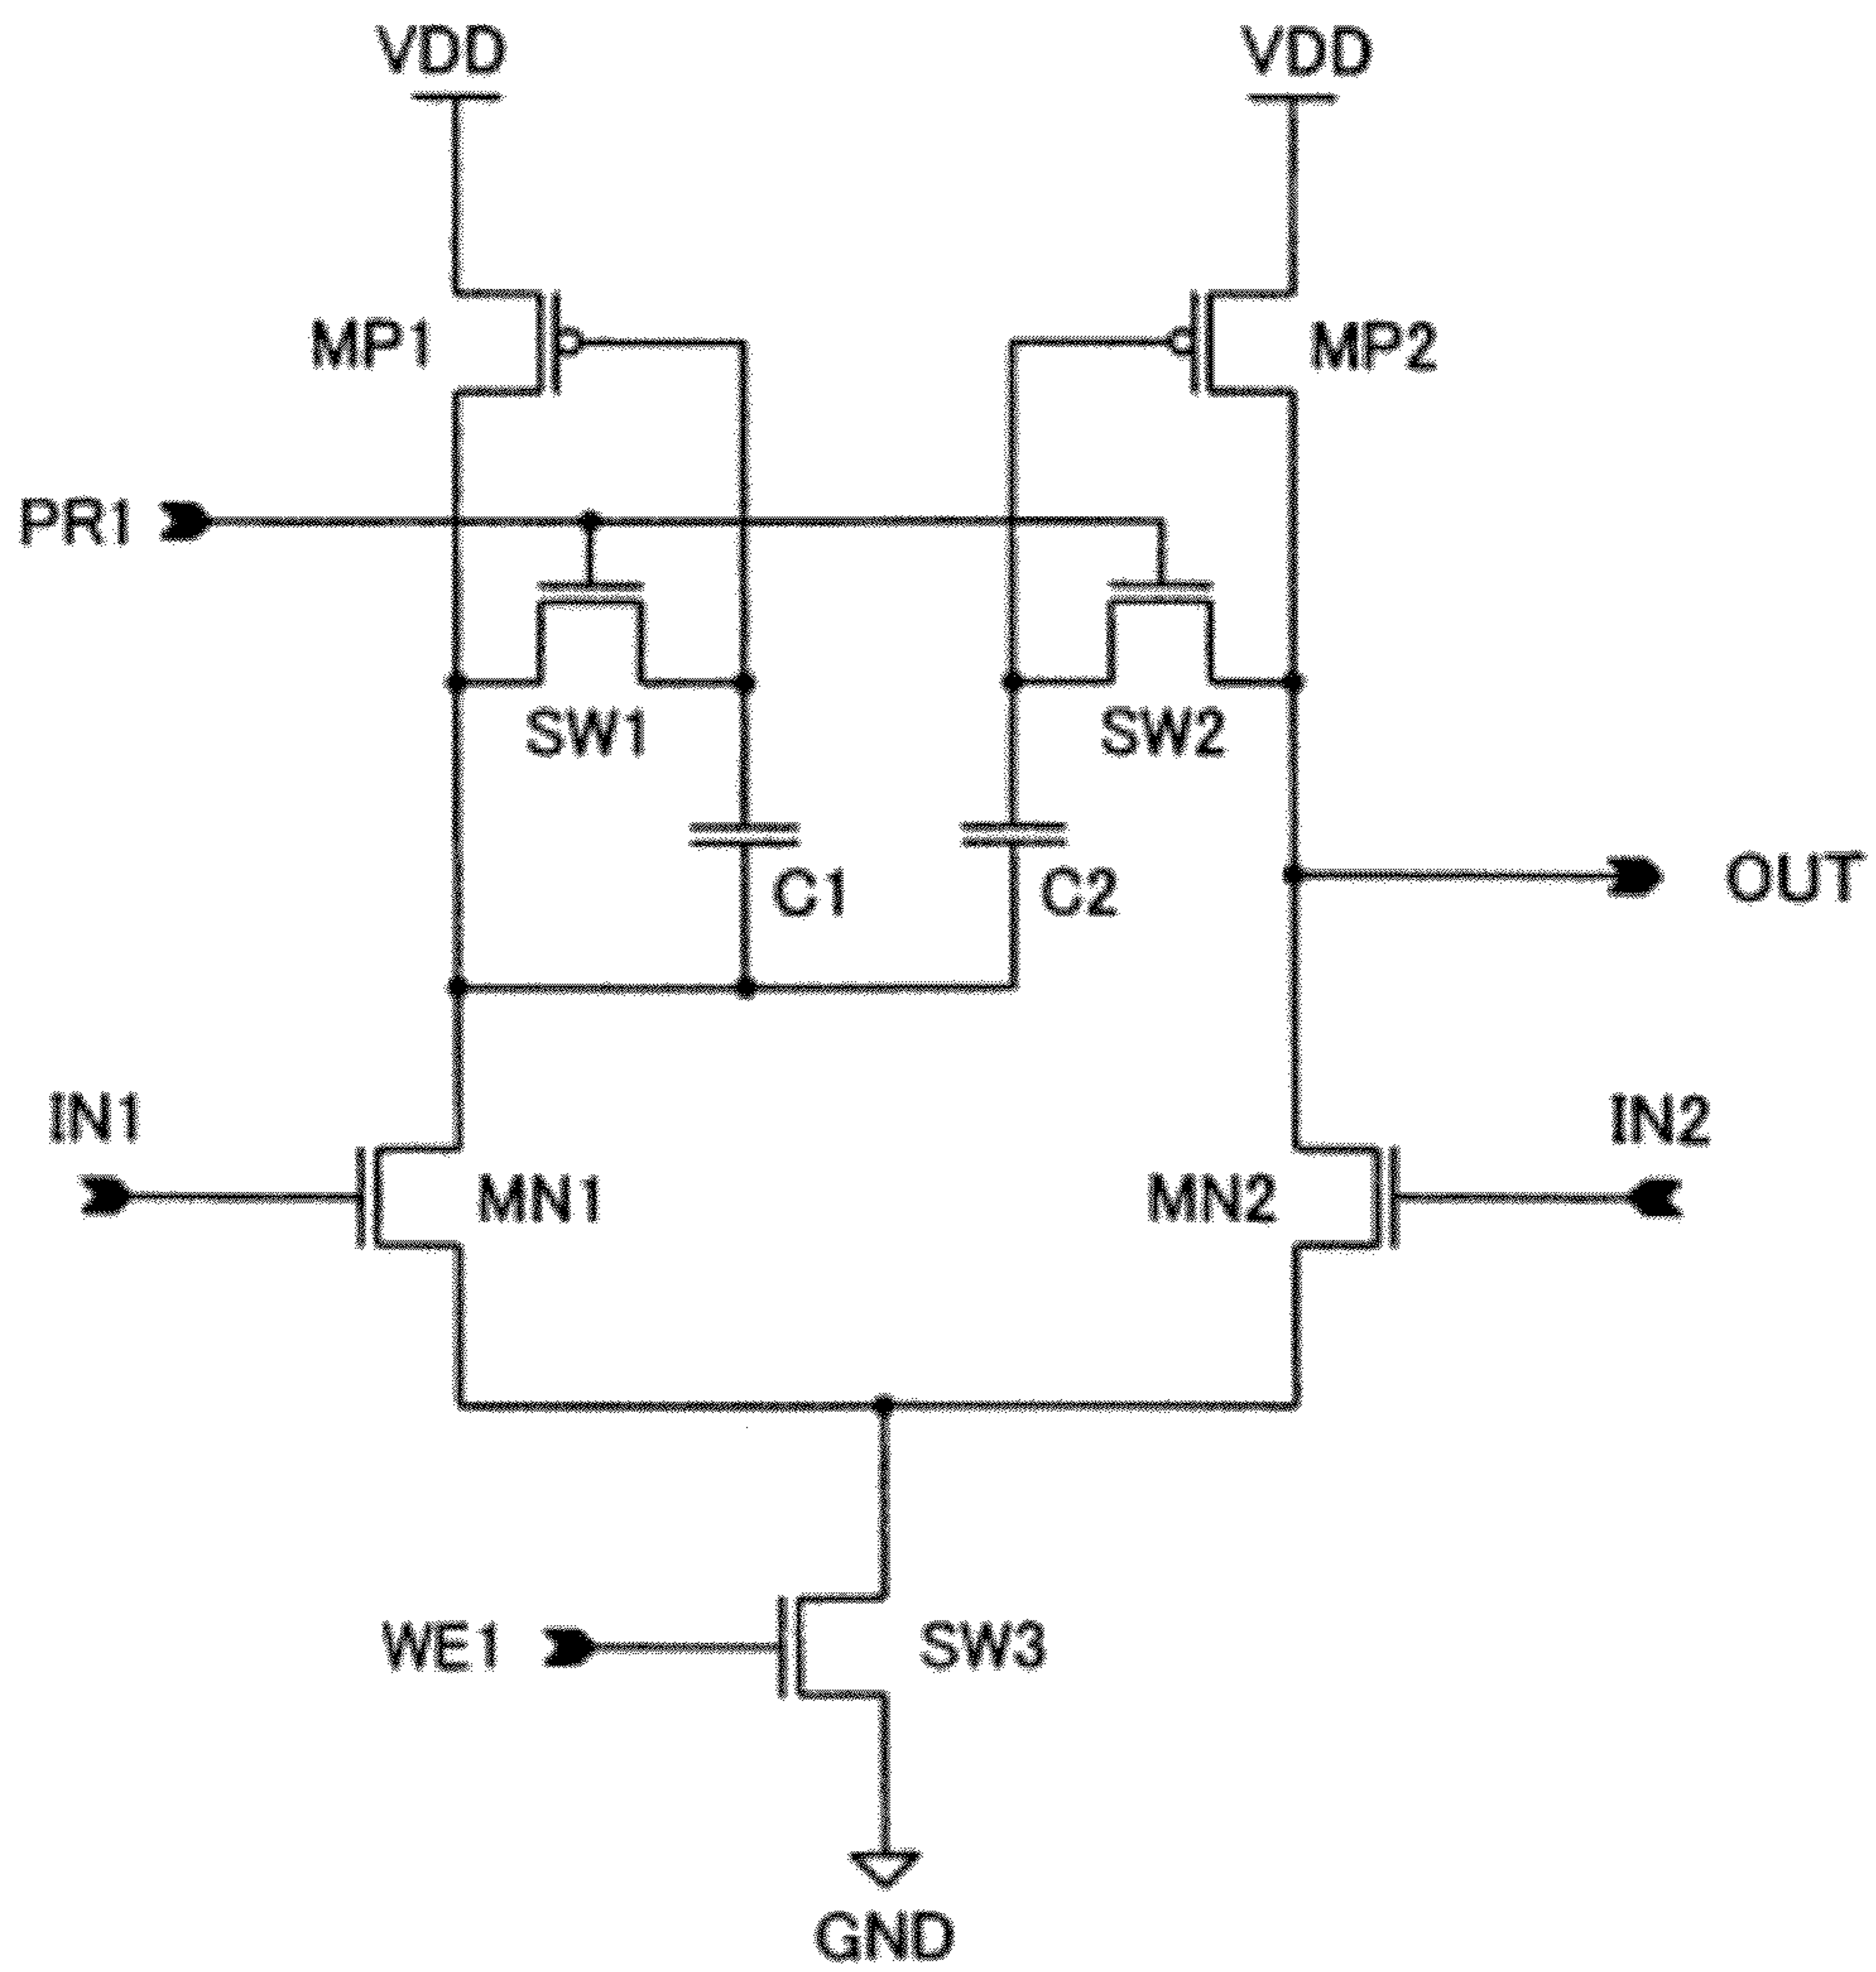 VDD VDD
MP1 MP2
PR1
SW1 SW2
C1 C2 OUT
IN1 IN2
MN1 MN2
WE1 SW3
GND